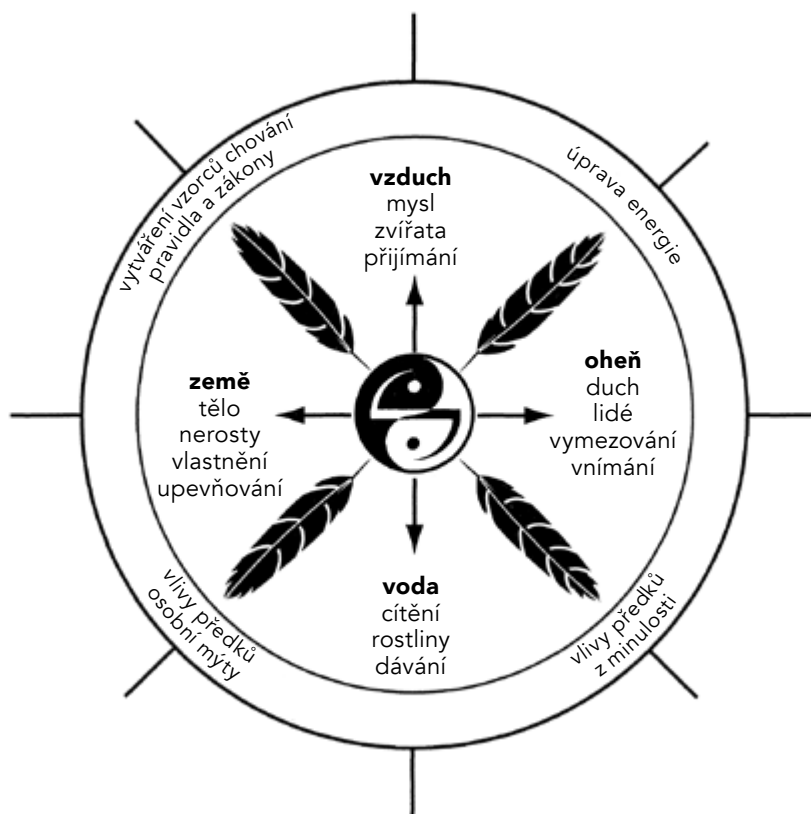 vytváření vzorců chování
pravidla a zákony
úprava energie
vzduch
mysl
zvířata
přijímání
země
tělo
nerosty
vlastnění
upevňování
oheň
duch
lidé
vymezování
vnímání
voda
cítění
rostliny
dávání
vlivy předků
osobní mýty
vlivy předků
z minulosti